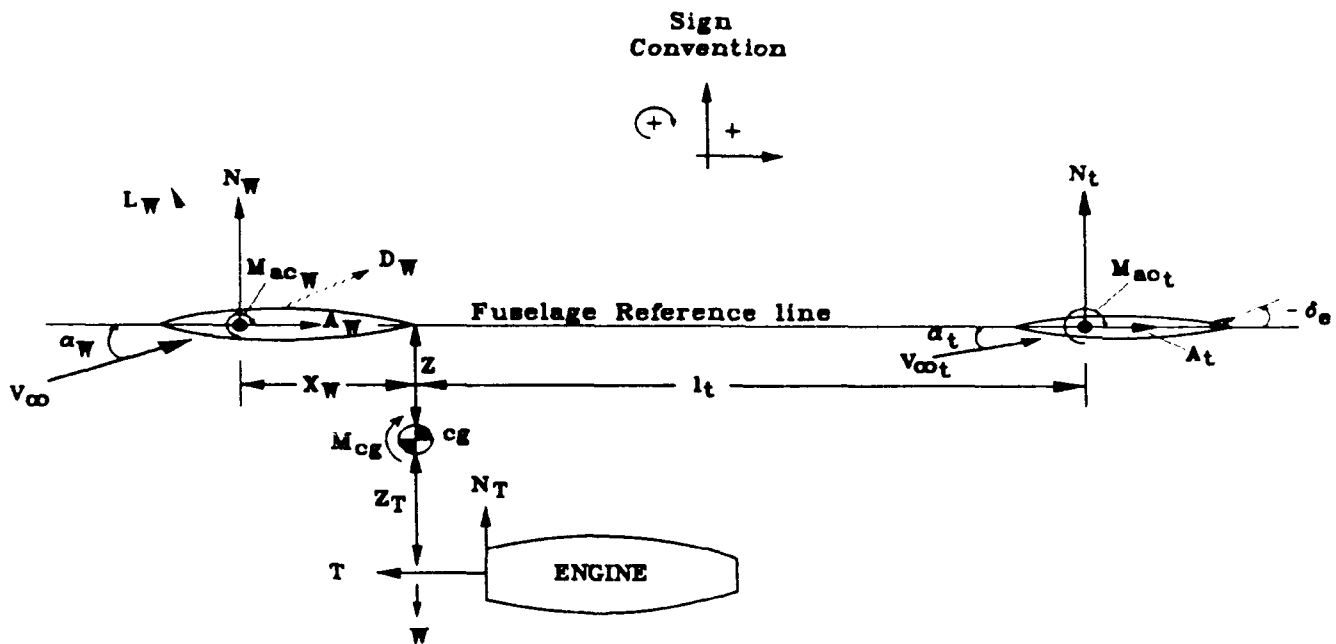 Sign
Convention
+
+
L_W
N_W
N_t
M_ac_W
D_W
M_ac_t
A_W
Fuselage Reference line
α_W
α_t
- δ_e
V_∞
V_∞_t
A_t
Z
X_W
l_t
M_cg
cg
Z_T
N_T
T
ENGINE
W